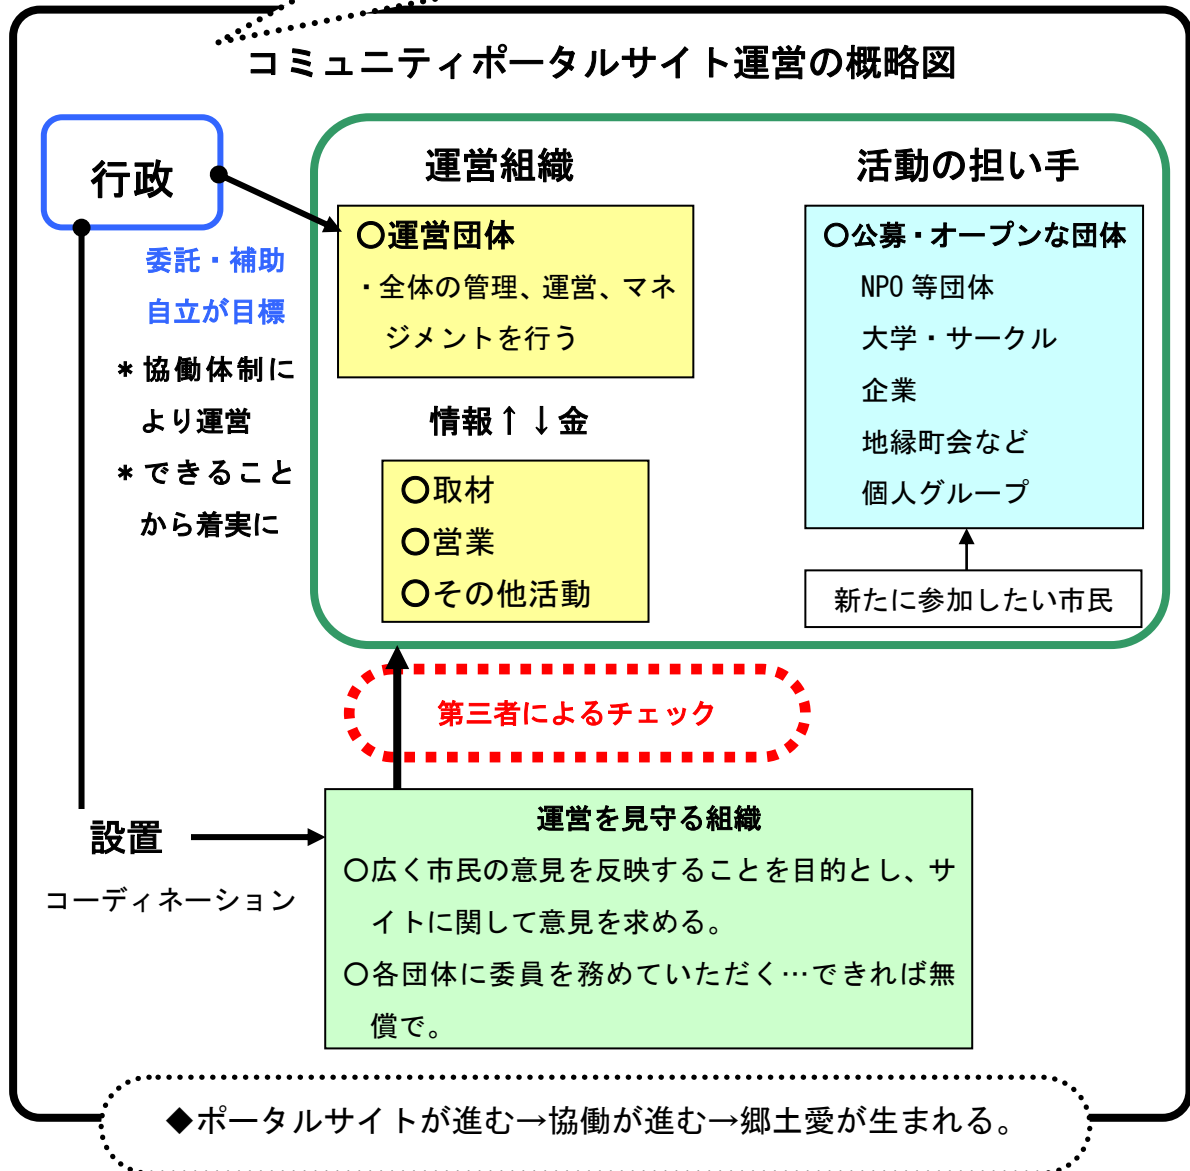 コミュニティポータルサイト運営の概略図
行政
委託・補助
自立が目標
＊協働体制に
より運営
＊できること
から着実に
運営組織
○運営団体
・全体の管理、運営、マネ
ジメントを行う
情報↑↓金
○取材
○営業
○その他活動
活動の担い手
○公募・オープンな団体
NPO 等団体
大学・サークル
企業
地縁町会など
個人グループ
新たに参加したい市民
第三者によるチェック
設置
コーディネーション
運営を見守る組織
○広く市民の意見を反映することを目的とし、サ
イトに関して意見を求める。
○各団体に委員を務めていただく…できれば無
償で。
◆ポータルサイトが進む→協働が進む→郷土愛が生まれる。